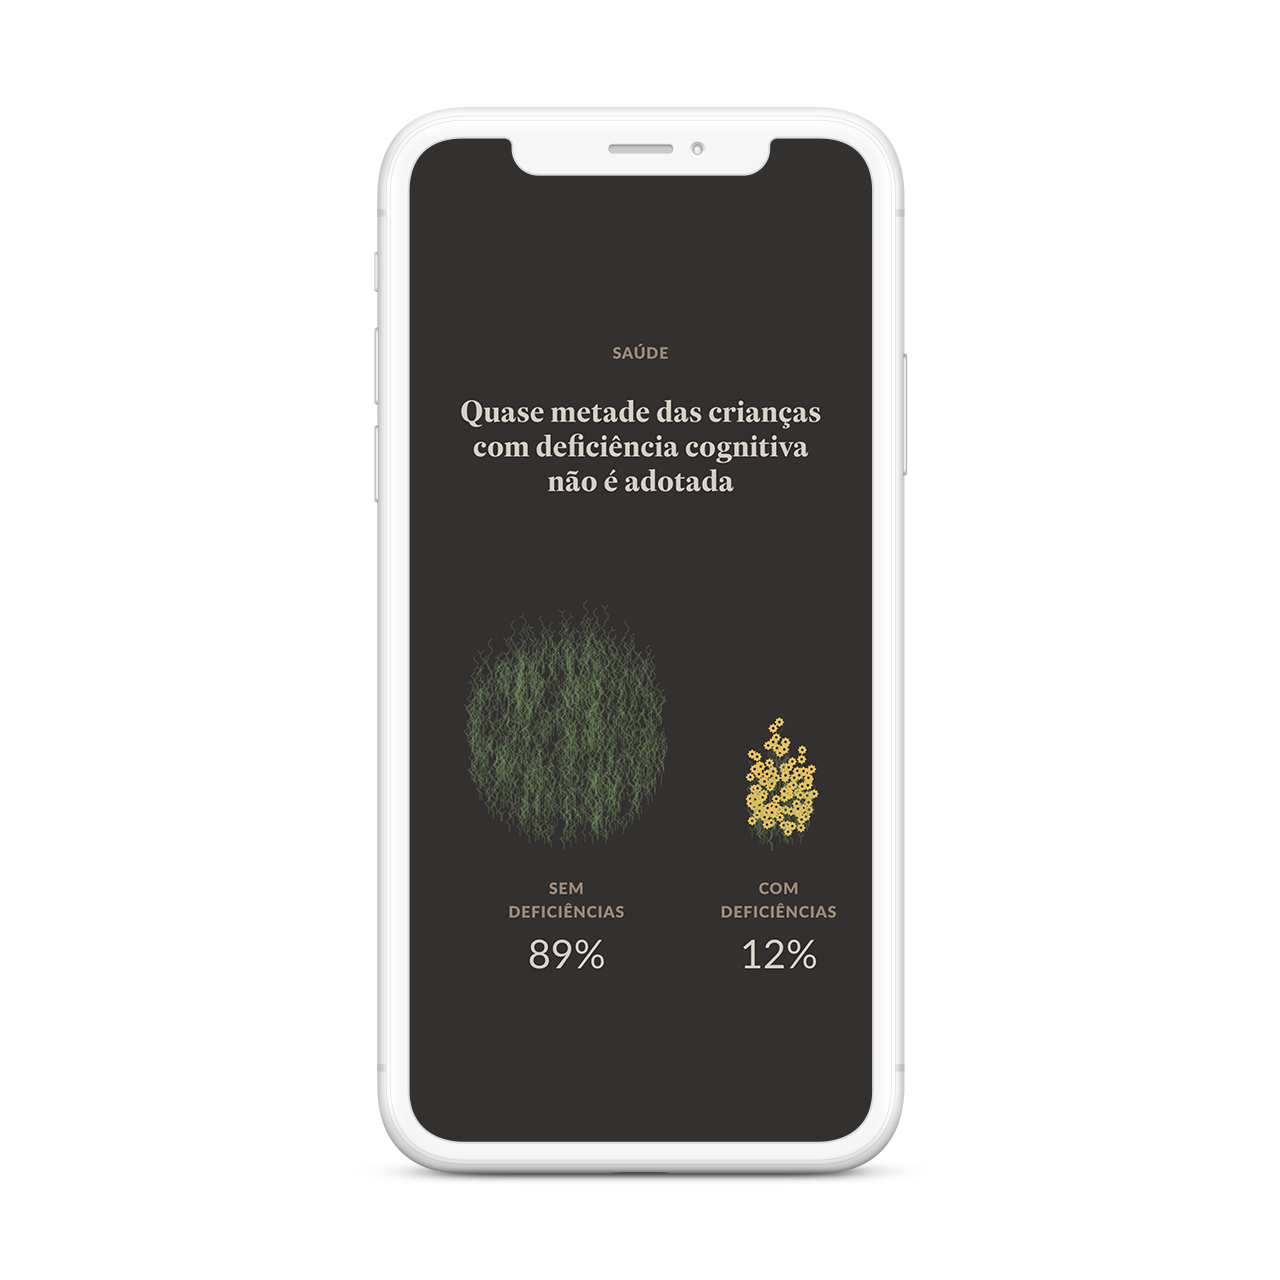 SAÚDE
Quase metade das crianças
com deficiência cognitiva
não é adotada
SEM
DEFICIÊNCIAS
89%
COM
DEFICIÊNCIAS
12%